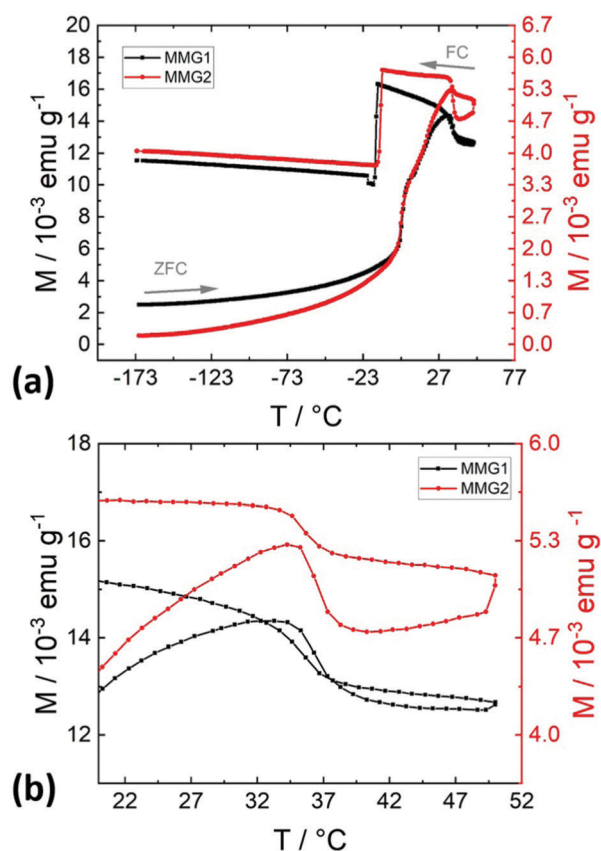 20
18
16
14
12
10
8
6
4
2
0
M / 10⁻³ emu g⁻¹
MMG1
MMG2
FC
ZFC
6.7
6.0
5.3
4.7
4.0
3.3
2.7
2.0
1.3
0.7
0.0
M / 10⁻³ emu g⁻¹
-173 -123 -73 -23 27 77
T / °C
(a)
18
16
14
12
M / 10⁻³ emu g⁻¹
MMG1
MMG2
6.0
5.3
4.7
4.0
M / 10⁻³ emu g⁻¹
22 27 32 37 42 47 52
T / °C
(b)